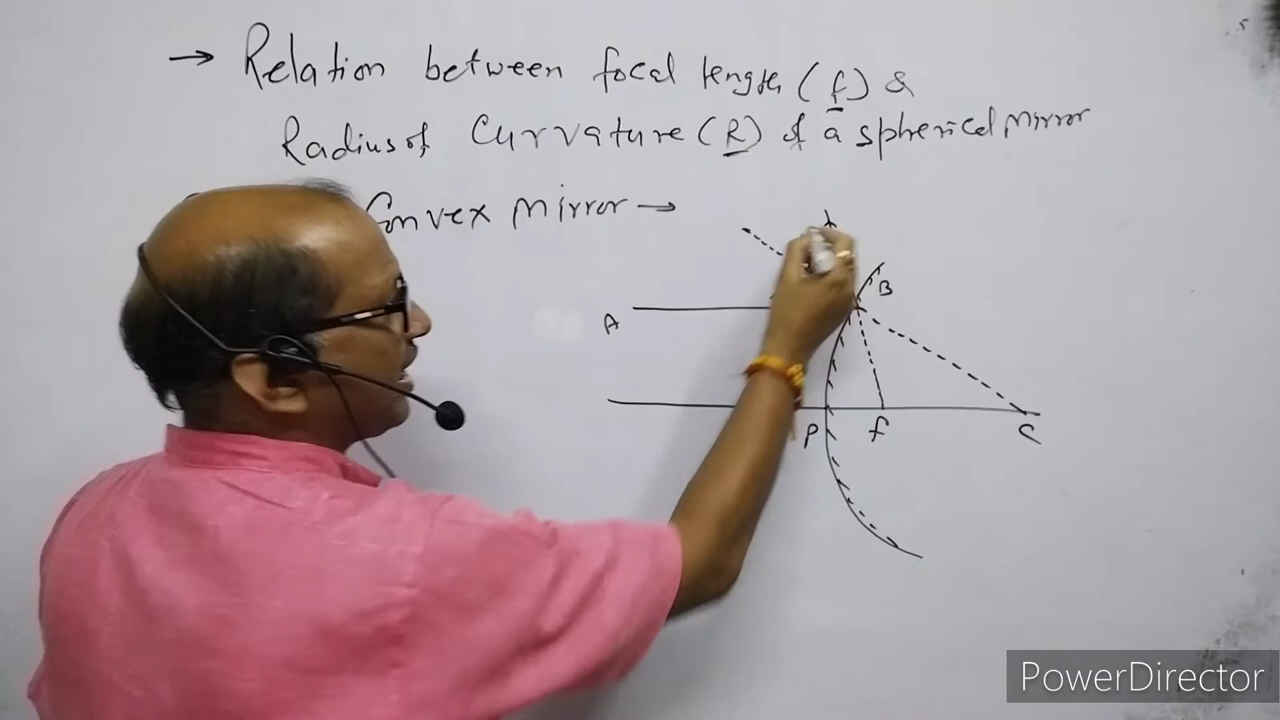 → Relation between focal length (f) &
Radius of Curvature (R) of a spherical mirror
Convex mirror →
A
B
P
f
C
PowerDirector